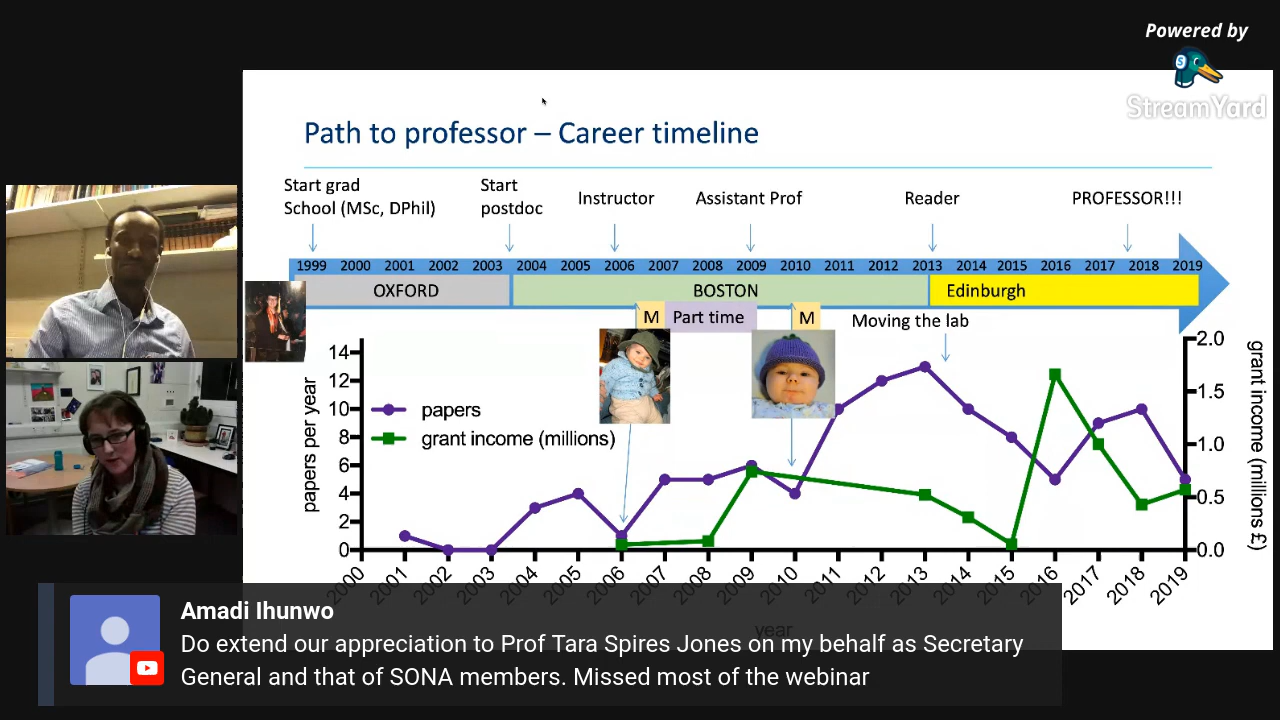 Powered by
StreamYard
Path to professor – Career timeline
Start grad
School (MSc, DPhil)
Start
postdoc
Instructor
Assistant Prof
Reader
PROFESSOR!!!
1999 2000 2001 2002 2003 2004 2005 2006 2007 2008 2009 2010 2011 2012 2013 2014 2015 2016 2017 2018 2019
OXFORD
BOSTON
Edinburgh
M
Part time
M
Moving the lab
papers per year
14
12
10
8
6
4
2
0
papers
grant income (millions)
2.0
1.5
1.0
0.5
0.0
grant income (millions £)
2000 2001 2002 2003 2004 2005 2006 2007 2008 2009 2010 2011 2012 2013 2014 2015 2016 2017 2018 2019
year
Amadi Ihunwo
Do extend our appreciation to Prof Tara Spires Jones on my behalf as Secretary
General and that of SONA members. Missed most of the webinar